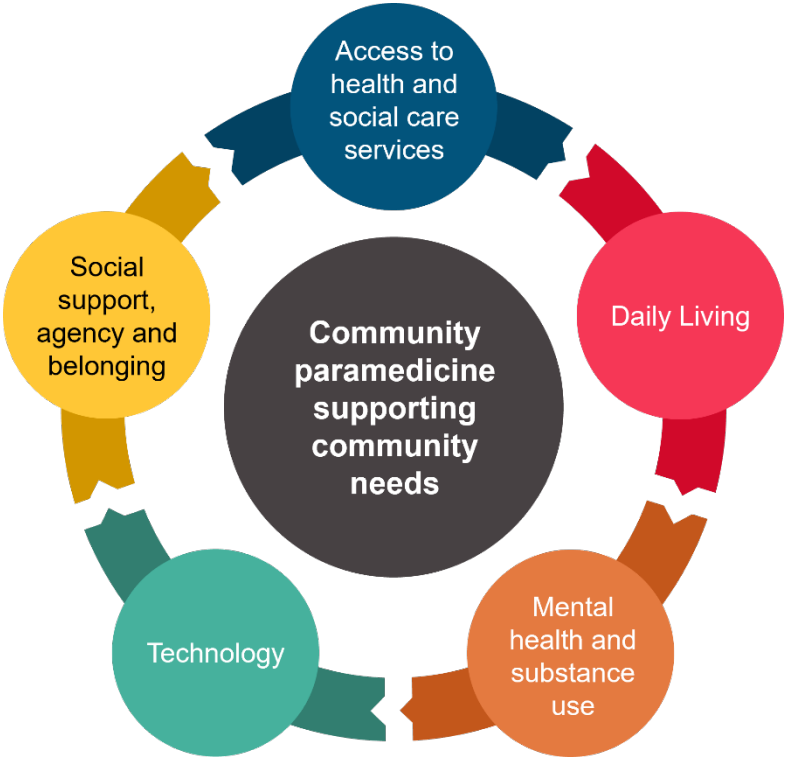 Access to
health and
social care
services
Social
support,
agency and
belonging
Daily Living
Community
paramedicine
supporting
community
needs
Technology
Mental
health and
substance
use